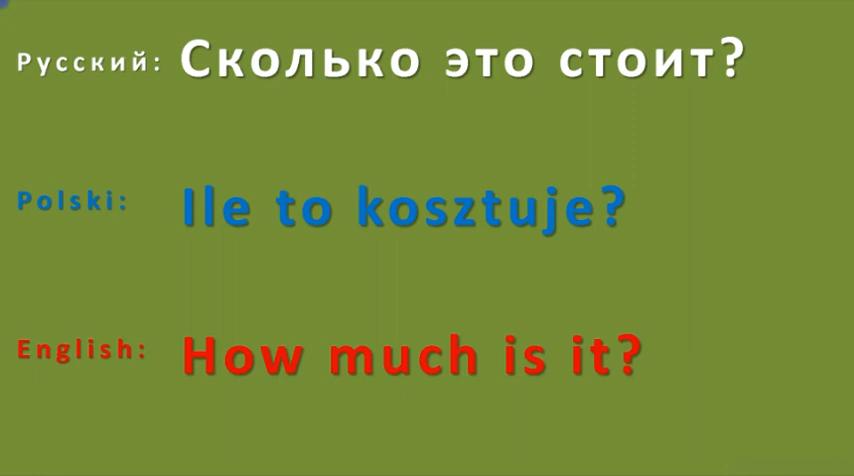 Русский: Сколько это стоит?
Polski: Ile to kosztuje?
English: How much is it?